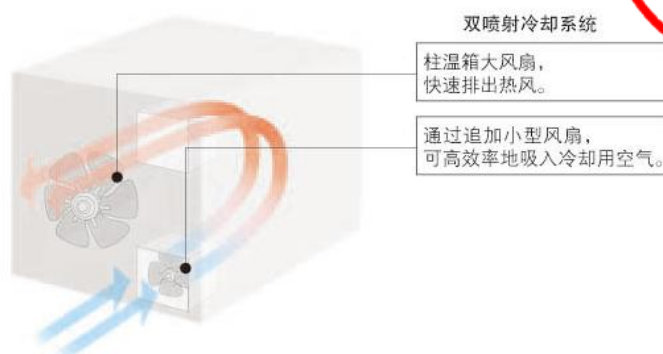 双喷射冷却系统
柱温箱大风扇，
快速排出热风。
通过追加小型风扇，
可高效率地吸入冷却用空气。